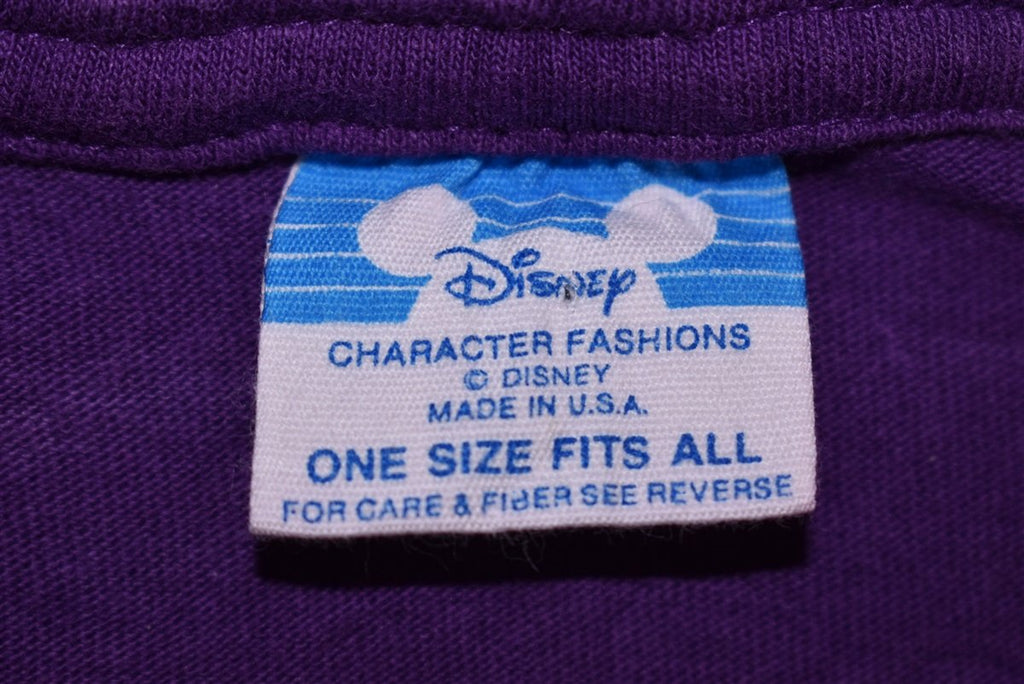 Disney
CHARACTER FASHIONS
© DISNEY
MADE IN U.S.A.
ONE SIZE FITS ALL
FOR CARE & FIBER SEE REVERSE